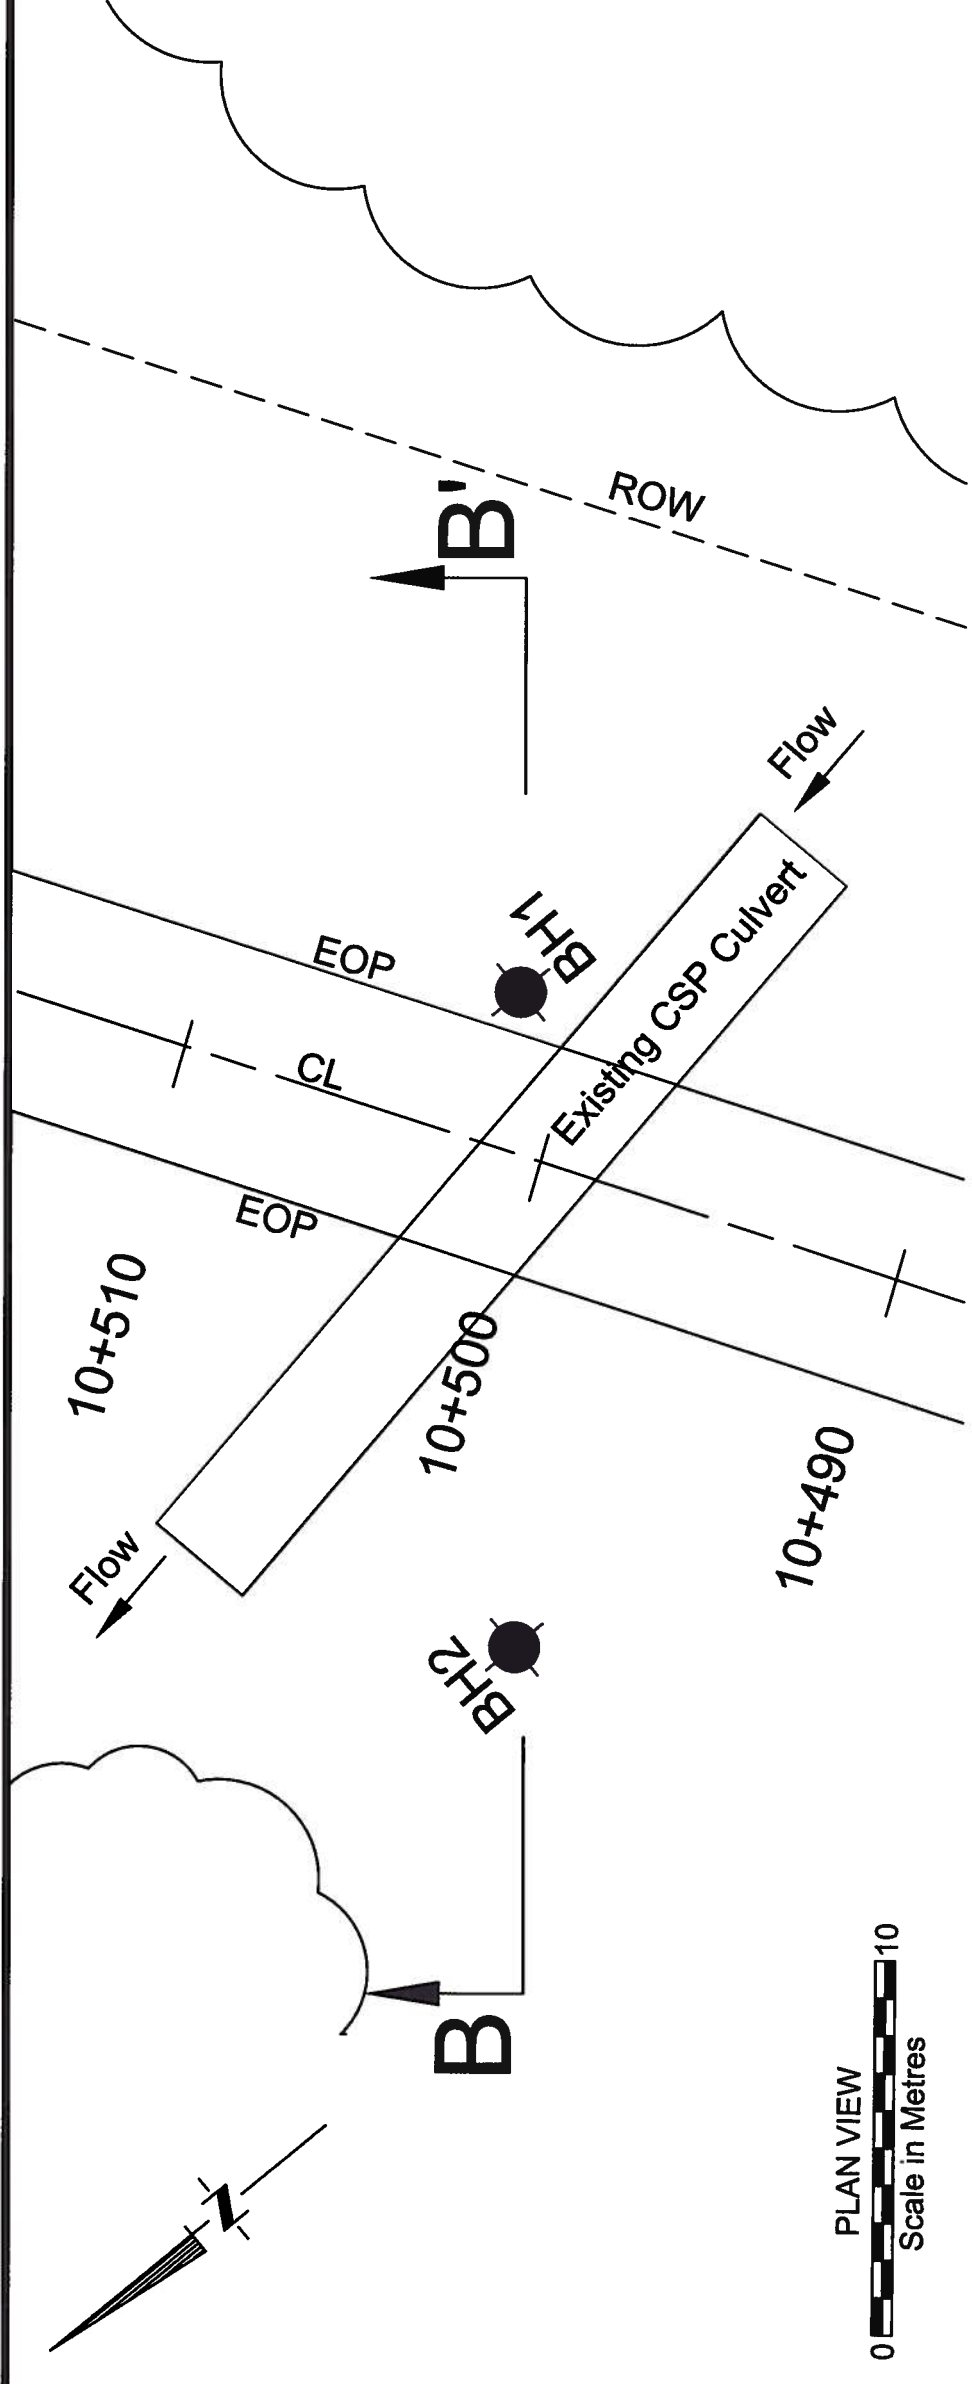 ROW
B'
Flow
BH1
EOP
CL
Existing CSP Culvert
EOP
10+510
10+500
10+490
Flow
BH2
B
N
PLAN VIEW
0 10
Scale in Metres